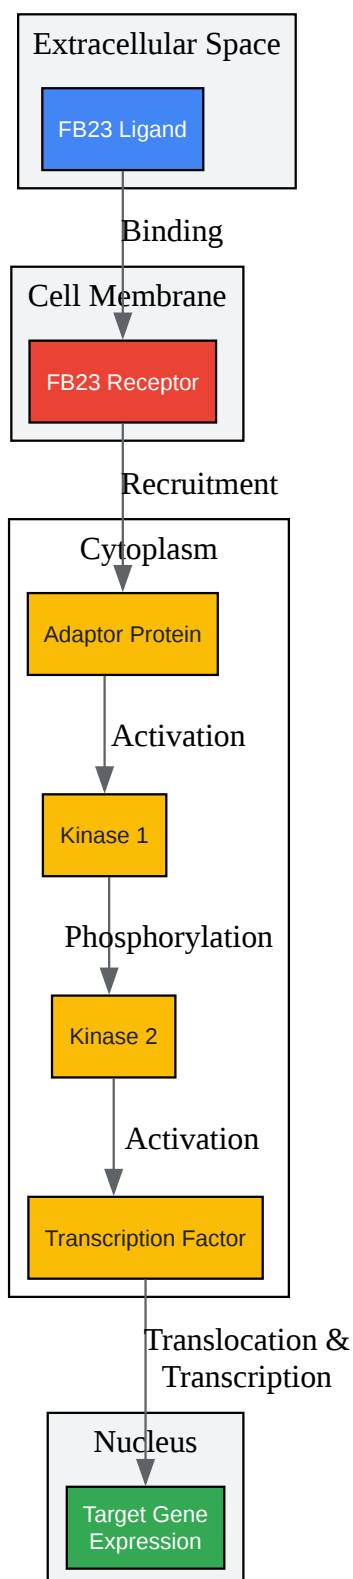 Extracellular Space
FB23 Ligand
Binding
Cell Membrane
FB23 Receptor
Recruitment
Cytoplasm
Adaptor Protein
Activation
Kinase 1
Phosphorylation
Kinase 2
Activation
Transcription Factor
Translocation &
Transcription
Nucleus
Target Gene
Expression